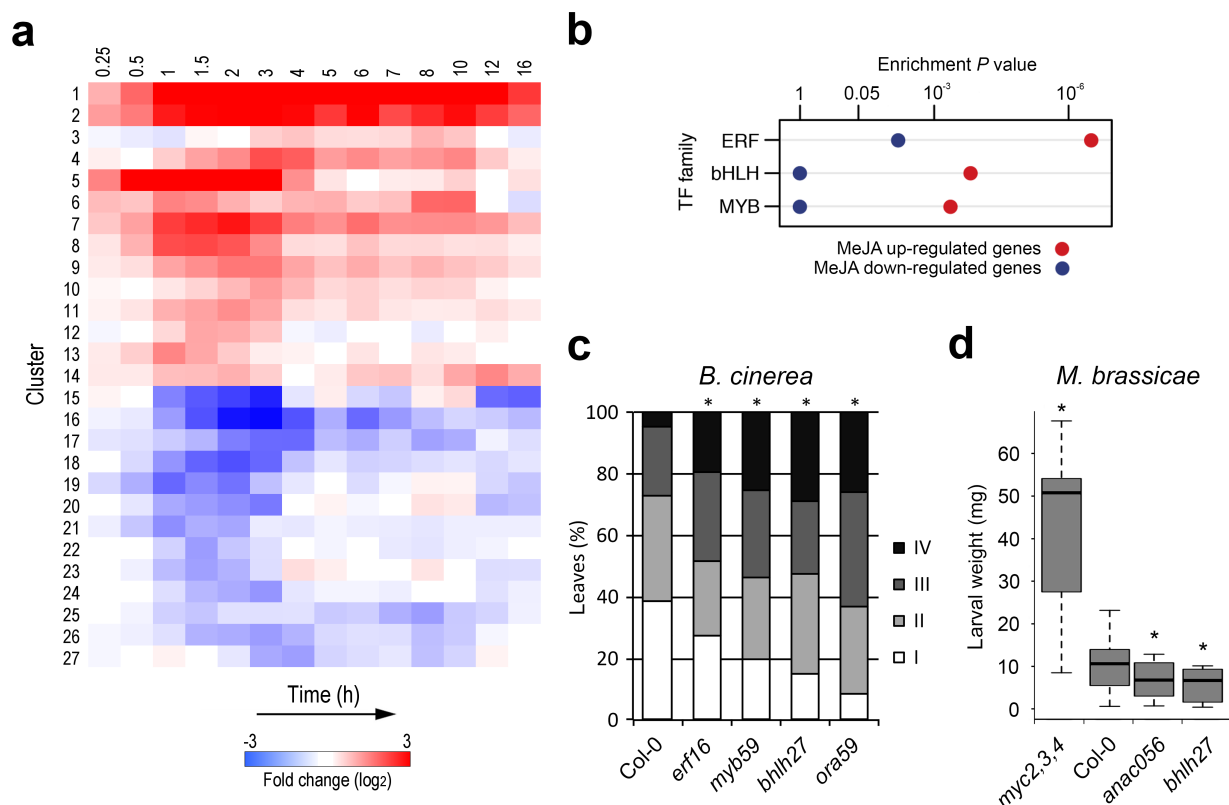 a
0.25 0.5 1 1.5 2 3 4 5 6 7 8 10 12 16
Cluster
1
2
3
4
5
6
7
8
9
10
11
12
13
14
15
16
17
18
19
20
21
22
23
24
25
26
27
Time (h)
-3 3
Fold change (log2)
b
Enrichment P value
1 0.05 10-3 10-6
TF family
ERF
bHLH
MYB
MeJA up-regulated genes
MeJA down-regulated genes
c
B. cinerea
* * * *
Leaves (%)
100
80
60
40
20
0
IV
III
II
I
Col-0 erf16 myb59 bhlh27 ora59
d
M. brassicae
* * *
Larval weight (mg)
60
50
40
30
20
10
0
myc2,3,4 Col-0 anac056 bhlh27